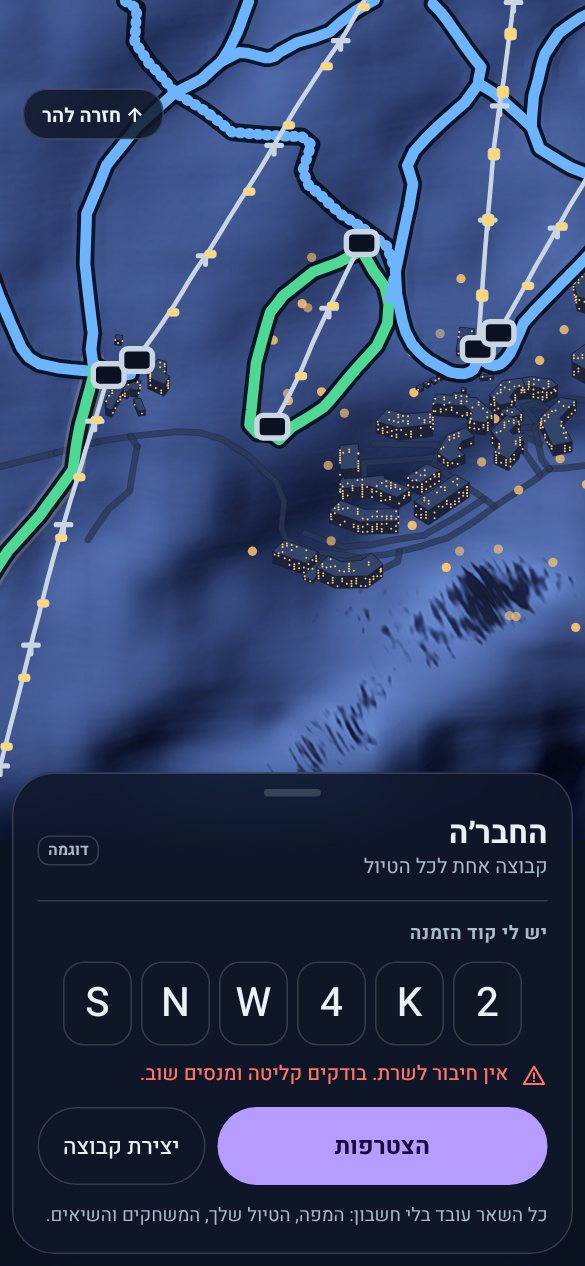 ↑ חזרה להר
החבר׳ה
דוגמה
קבוצה אחת לכל הטיול
יש לי קוד הזמנה
S N W 4 K 2
אין חיבור לשרת. בודקים קליטה ומנסים שוב.
הצטרפות
יצירת קבוצה
כל השאר עובד בלי חשבון: המפה, הטיול שלך, המשחקים והשיאים.